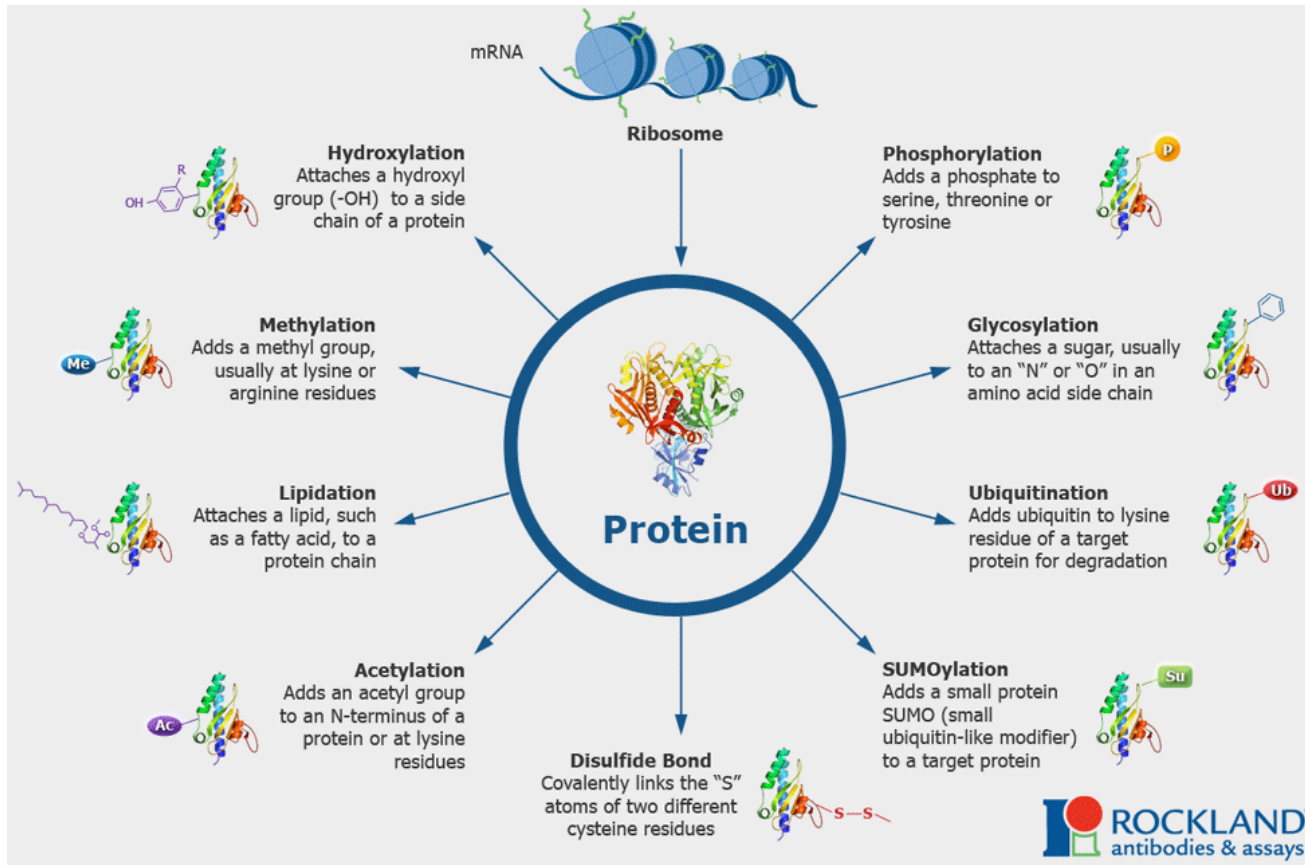 mRNA
Ribosome
Hydroxylation
Attaches a hydroxyl
group (-OH) to a side
chain of a protein
R
OH
Phosphorylation
Adds a phosphate to
serine, threonine or
tyrosine
P
Methylation
Adds a methyl group,
usually at lysine or
arginine residues
Me
Glycosylation
Attaches a sugar, usually
to an “N” or “O” in an
amino acid side chain
Protein
Lipidation
Attaches a lipid, such
as a fatty acid, to a
protein chain
Ubiquitination
Adds ubiquitin to lysine
residue of a target
protein for degradation
Ub
Acetylation
Adds an acetyl group
to an N-terminus of a
protein or at lysine
residues
Ac
Disulfide Bond
Covalently links the “S”
atoms of two different
cysteine residues
S—S
SUMOylation
Adds a small protein
SUMO (small
ubiquitin-like modifier)
to a target protein
Su
ROCKLAND
antibodies & assays